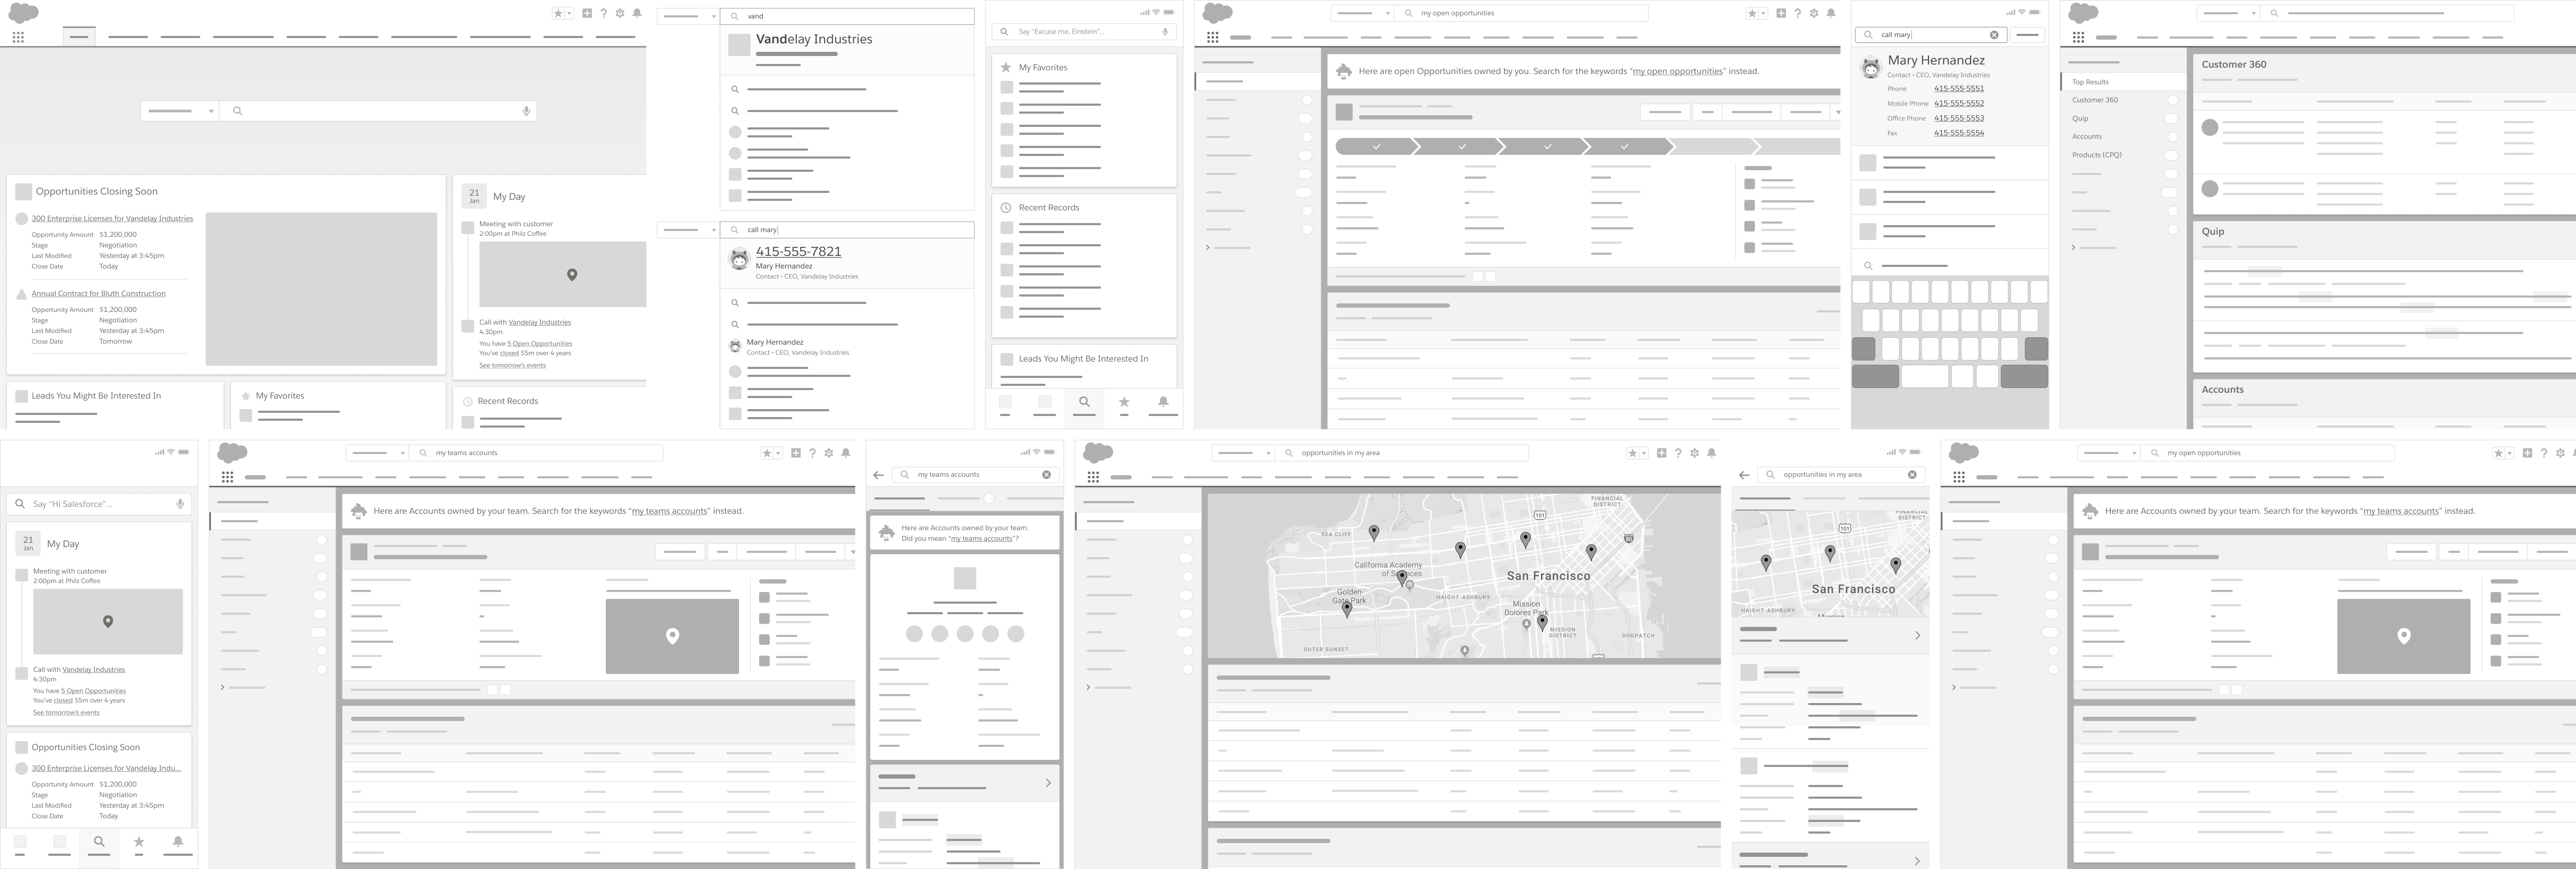 Opportunities Closing Soon
300 Enterprise Licenses for Vandelay Industries
Opportunity Amount $1,200,000
Stage Negotiation
Last Modified Yesterday at 3:45pm
Close Date Today
Annual Contract for Bluth Construction
Opportunity Amount $1,200,000
Stage Negotiation
Last Modified Yesterday at 3:45pm
Close Date Tomorrow
21
Jan
My Day
Meeting with customer
2:00pm at Philz Coffee
Call with Vandelay Industries
4:30pm
You have 5 Open Opportunities
You've closed $5m over 4 years
See tomorrow's events
Leads You Might Be Interested In
My Favorites
Recent Records
vand
Vandelay Industries
call mary
415-555-7821
Mary Hernandez
Contact • CEO, Vandelay Industries
Mary Hernandez
Contact • CEO, Vandelay Industries
Say "Excuse me, Einstein"...
My Favorites
Recent Records
Leads You Might Be Interested In
my open opportunities
Here are open Opportunities owned by you. Search for the keywords "my open opportunities" instead.
call mary
Mary Hernandez
Contact • CEO, Vandelay Industries
Phone 415-555-5551
Mobile Phone 415-555-5552
Office Phone 415-555-5553
Fax 415-555-5554
Top Results
Customer 360
Quip
Accounts
Products (CPQ)
Customer 360
Quip
Accounts
Say "Hi Salesforce"...
21
Jan
My Day
Meeting with customer
2:00pm at Philz Coffee
Call with Vandelay Industries
4:30pm
You have 5 Open Opportunities
You've closed $5m over 4 years
See tomorrow's events
Opportunities Closing Soon
300 Enterprise Licenses for Vandelay Indu...
Opportunity Amount $1,200,000
Stage Negotiation
Last Modified Yesterday at 3:45pm
Close Date Today
my teams accounts
Here are Accounts owned by your team. Search for the keywords "my teams accounts" instead.
my teams accounts
Here are Accounts owned by your team.
Did you mean "my teams accounts"?
opportunities in my area
FINANCIAL
DISTRICT
101
SEA CLIFF
101
80
California Academy
of Sciences
San Francisco
Golden
Gate Park
HAIGHT-ASHBURY
Mission
Dolores Park
MISSION
DISTRICT
DOGPATCH
OUTER SUNSET
opportunities in my area
FINANCIAL
DISTRICT
101
San Francisco
HAIGHT-ASHBURY
Mission
my open opportunities
Here are Accounts owned by your team. Search for the keywords "my teams accounts" instead.